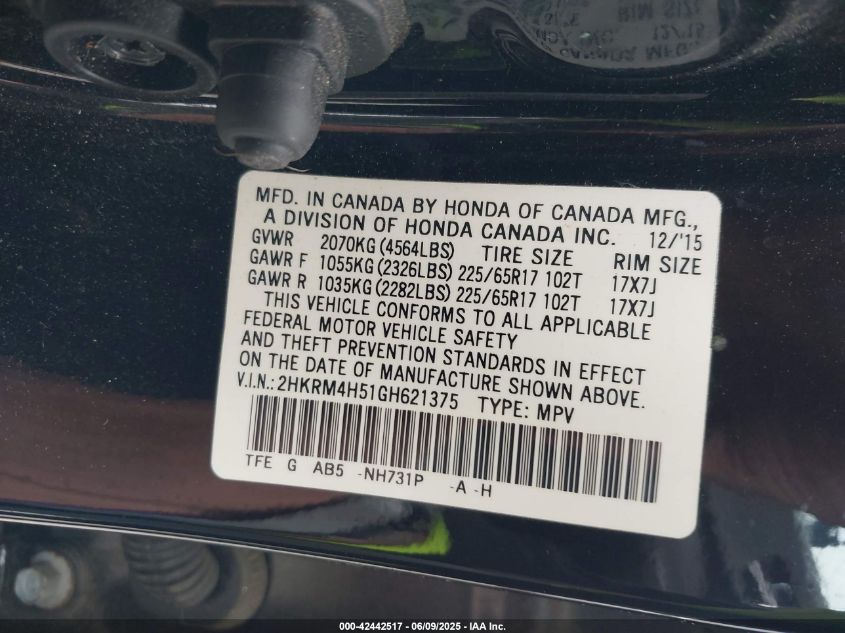 MFD. IN CANADA BY HONDA OF CANADA MFG.,
A DIVISION OF HONDA CANADA INC. 12/'15
GVWR 2070KG (4564LBS) TIRE SIZE RIM SIZE
GAWR F 1055KG (2326LBS) 225/65R17 102T 17X7J
GAWR R 1035KG (2282LBS) 225/65R17 102T 17X7J
THIS VEHICLE CONFORMS TO ALL APPLICABLE
FEDERAL MOTOR VEHICLE SAFETY
AND THEFT PREVENTION STANDARDS IN EFFECT
ON THE DATE OF MANUFACTURE SHOWN ABOVE.
V.I.N.: 2HKRM4H51GH621375 TYPE: MPV
TFE G AB5 -NH731P -A -H
000-42442517 - 06/09/2025 - IAA Inc.